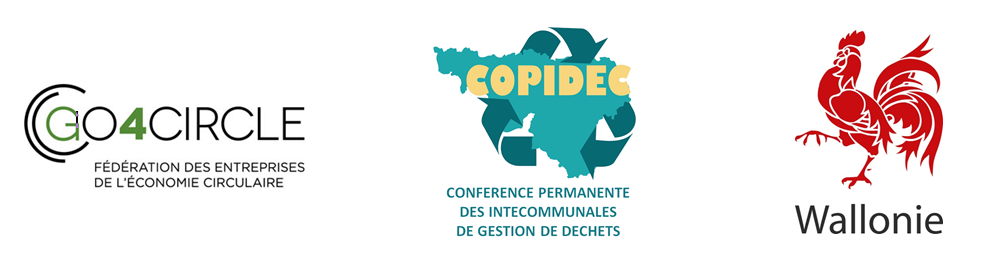 GO4CIRCLE
FÉDÉRATION DES ENTREPRISES
DE L'ÉCONOMIE CIRCULAIRE
COPIDEC
CONFERENCE PERMANENTE
DES INTECOMMUNALES
DE GESTION DE DECHETS
Wallonie